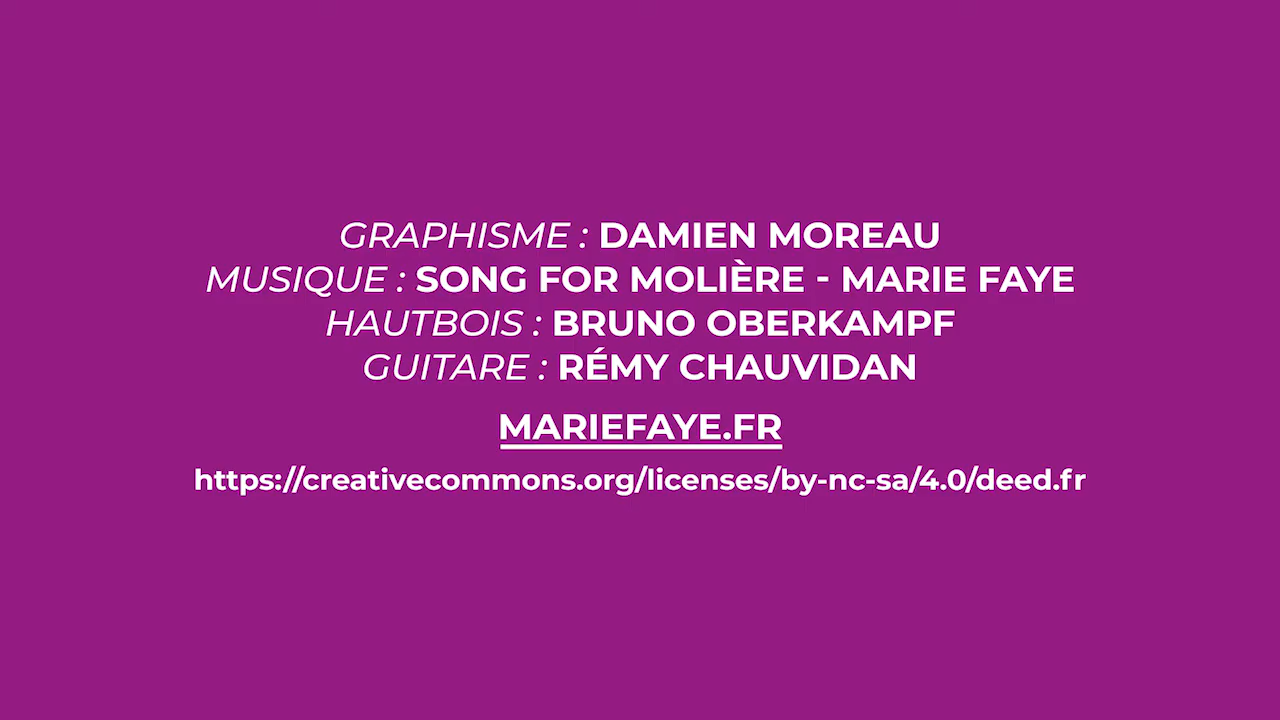 GRAPHISME : DAMIEN MOREAU
MUSIQUE : SONG FOR MOLIÈRE - MARIE FAYE
HAUTBOIS : BRUNO OBERKAMPF
GUITARE : RÉMY CHAUVIDAN
MARIEFAYE.FR
https://creativecommons.org/licenses/by-nc-sa/4.0/deed.fr